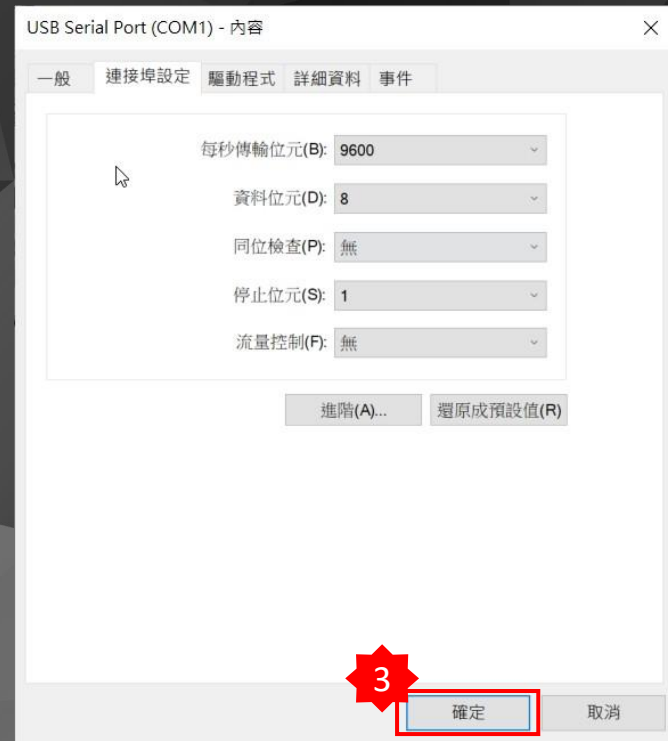 USB Serial Port (COM1) - 內容
一般 連接埠設定 驅動程式 詳細資料 事件
每秒傳輸位元(B): 9600
資料位元(D): 8
同位檢查(P): 無
停止位元(S): 1
流量控制(F): 無
進階(A)... 還原成預設值(R)
3
確定 取消